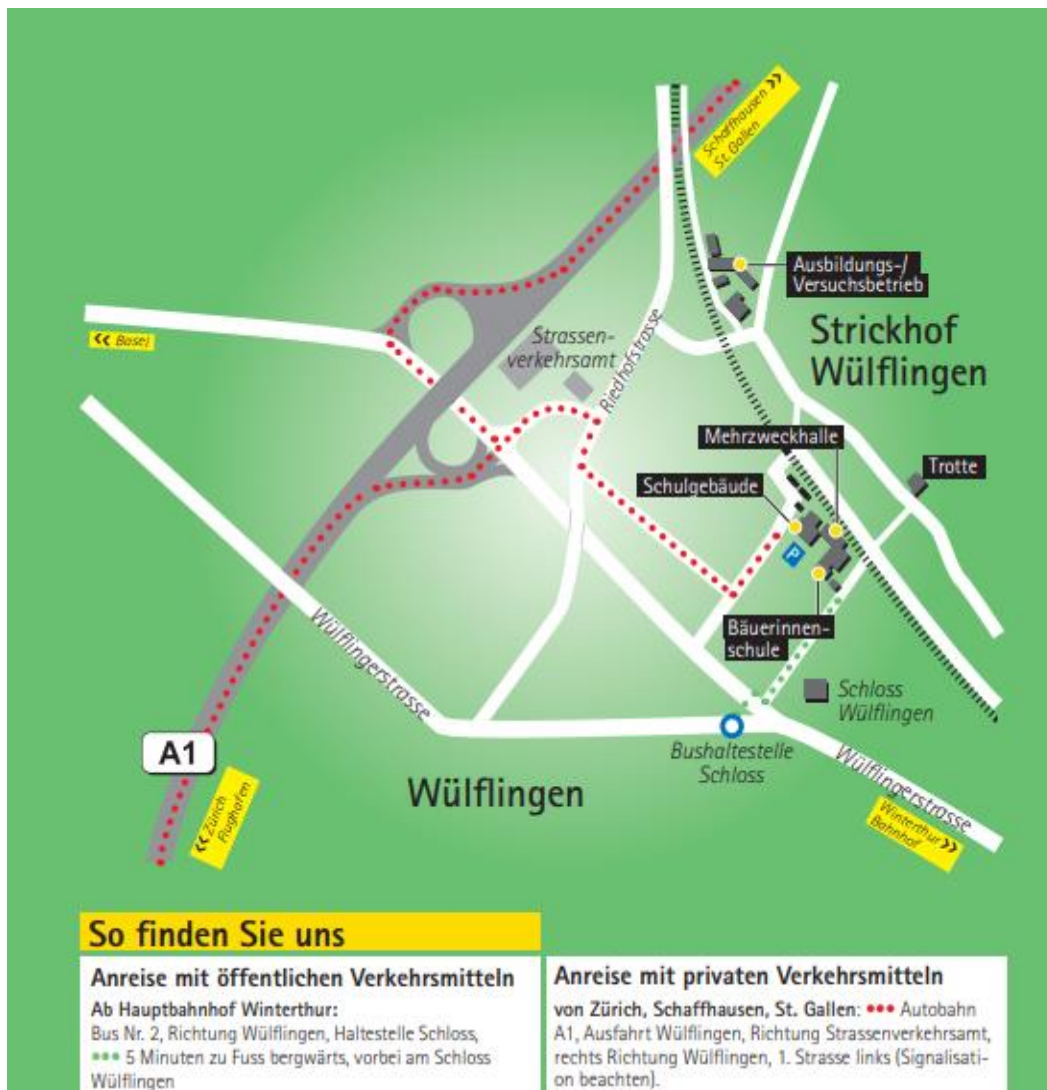 Schaffhausen >>
St. Gallen
Ausbildungs-/
Versuchsbetrieb
<< Basel
Strassen-
verkehrsamt
Riedhofstrasse
Strickhof
Wülflingen
Mehrzweckhalle
Trotte
Schulgebäude
P
Bäuerinnen-
schule
Wülflingerstrasse
Schloss
Wülflingen
A1
Bushaltestelle
Schloss
Wülflingen
Wülflingerstrasse
<< Zürich
Flughafen
Winterthur >>
Bahnhof
So finden Sie uns
Anreise mit öffentlichen Verkehrsmitteln
Ab Hauptbahnhof Winterthur:
Bus Nr. 2, Richtung Wülflingen, Haltestelle Schloss,
••• 5 Minuten zu Fuss bergwärts, vorbei am Schloss
Wülflingen
Anreise mit privaten Verkehrsmitteln
von Zürich, Schaffhausen, St. Gallen: ••• Autobahn
A1, Ausfahrt Wülflingen, Richtung Strassenverkehrsamt,
rechts Richtung Wülflingen, 1. Strasse links (Signalisati-
on beachten).